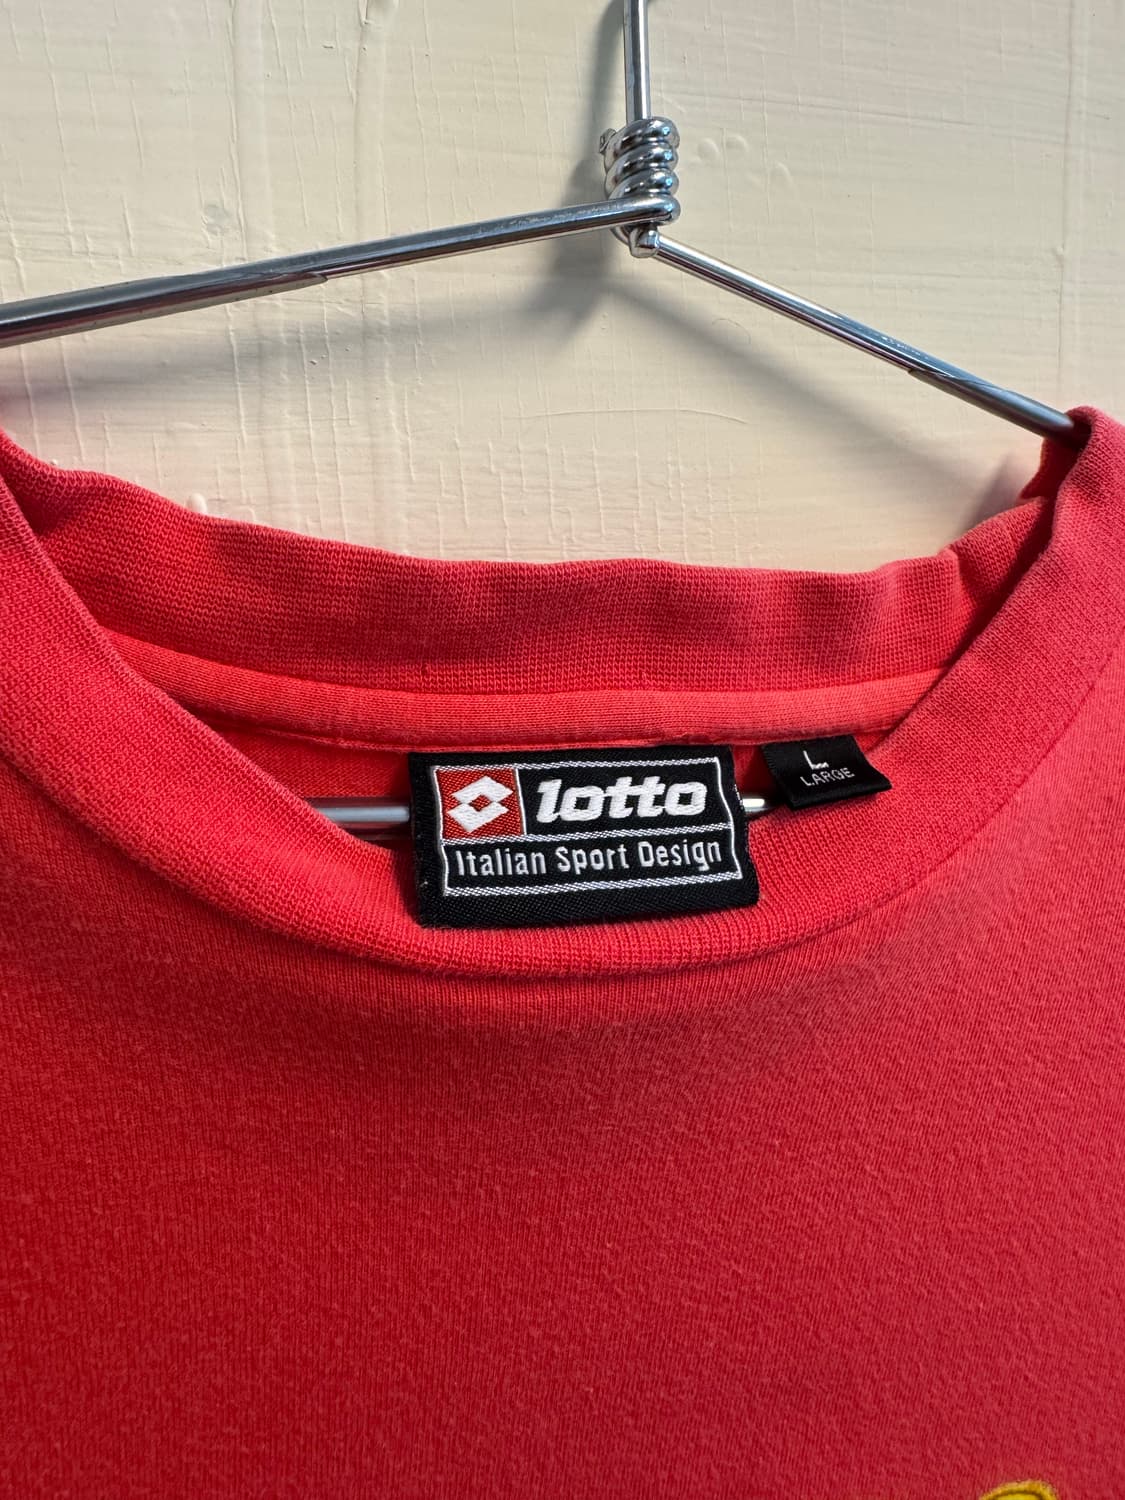 lotto
Italian Sport Design
L
LARGE